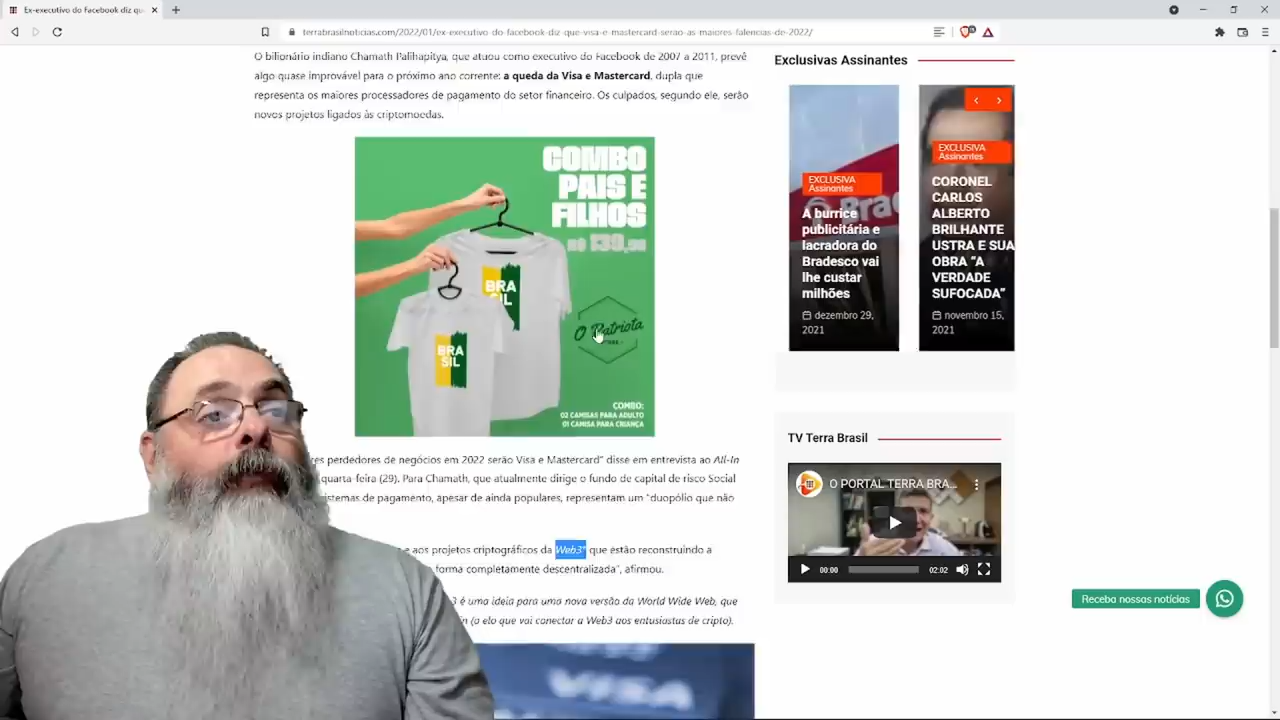 Ex-executivo do Facebook diz qu
terrabrasilnoticias.com/2022/01/ex-executivo-do-facebook-diz-que-visa-e-mastercard-serao-as-maiores-falencias-de-2022/
O bilionário indiano Chamath Palihapitya, que atuou como executivo do Facebook de 2007 a 2011, prevê
algo quase improvável para o próximo ano corrente: a queda da Visa e Mastercard, dupla que
representa os maiores processadores de pagamento do setor financeiro. Os culpados, segundo ele, serão
novos projetos ligados às criptomoedas.
COMBO
PAIS E
FILHOS
R$ 139,90
BRA
SIL
BRA
SIL
O Patriota
COMBO:
02 CAMISAS PARA ADULTO
01 CAMISA PARA CRIANÇA
res perdedores de negócios em 2022 serão Visa e Mastercard" disse em entrevista ao All-In
quarta-feira (29). Para Chamath, que atualmente dirige o fundo de capital de risco Social
istemas de pagamento, apesar de ainda populares, representam um "duopólio que não
e aos projetos criptográficos da Web3* que estão reconstruindo a
forma completamente descentralizada", afirmou.
3 é uma ideia para uma nova versão da World Wide Web, que
in (o elo que vai conectar a Web3 aos entusiastas de cripto).
VISA
Exclusivas Assinantes
EXCLUSIVA
Assinantes
A burrice
publicitária e
lacradora do
Bradesco vai
lhe custar
milhões
dezembro 29,
2021
EXCLUSIVA
Assinantes
CORONEL
CARLOS
ALBERTO
BRILHANTE
USTRA E SUA
OBRA "A
VERDADE
SUFOCADA"
novembro 15,
2021
TV Terra Brasil
O PORTAL TERRA BRA...
00:00
02:02
Receba nossas notícias